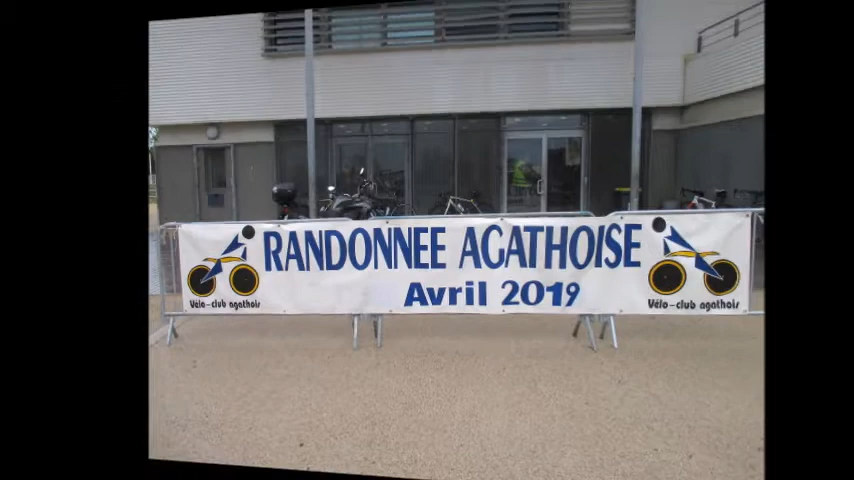 RANDONNEE AGATHOISE
Avril 2019
Vélo-club agathois
Vélo-club agathois